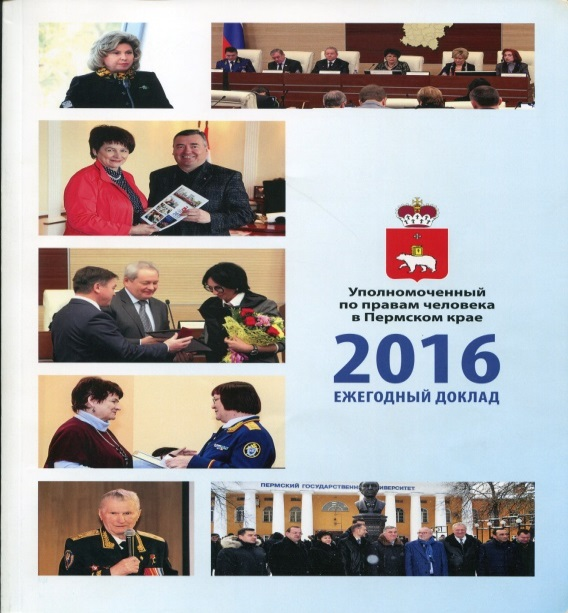 Уполномоченный
по правам человека
в Пермском крае
2016
ЕЖЕГОДНЫЙ ДОКЛАД
ПЕРМСКИЙ ГОСУДАРСТВЕННЫЙ УНИВЕРСИТЕТ